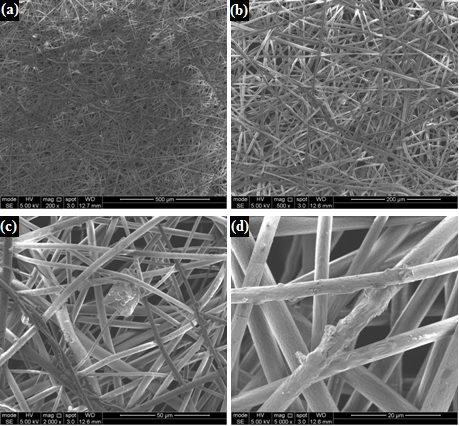 (a)
(b)
mode HV mag □ spot WD 500 µm
SE 5.00 kV 200 x 3.0 12.7 mm
mode HV mag □ spot WD 200 µm
SE 5.00 kV 500 x 3.0 12.6 mm
(c)
(d)
mode HV mag □ spot WD 50 µm
SE 5.00 kV 2 000 x 3.0 12.6 mm
mode HV mag □ spot WD 20 µm
SE 5.00 kV 5 000 x 3.0 12.6 mm